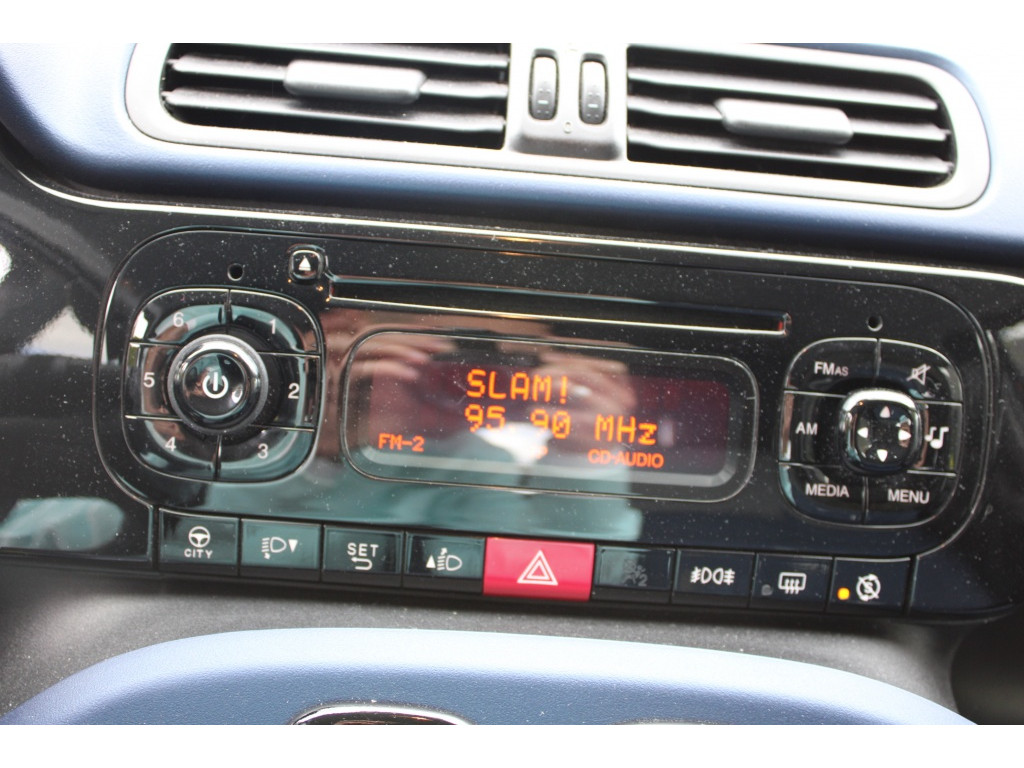 6 1
5 2
4 3
SLAM!
95.90 MHz
FM-2 CD-AUDIO
FMAS
AM
MEDIA MENU
CITY
SET